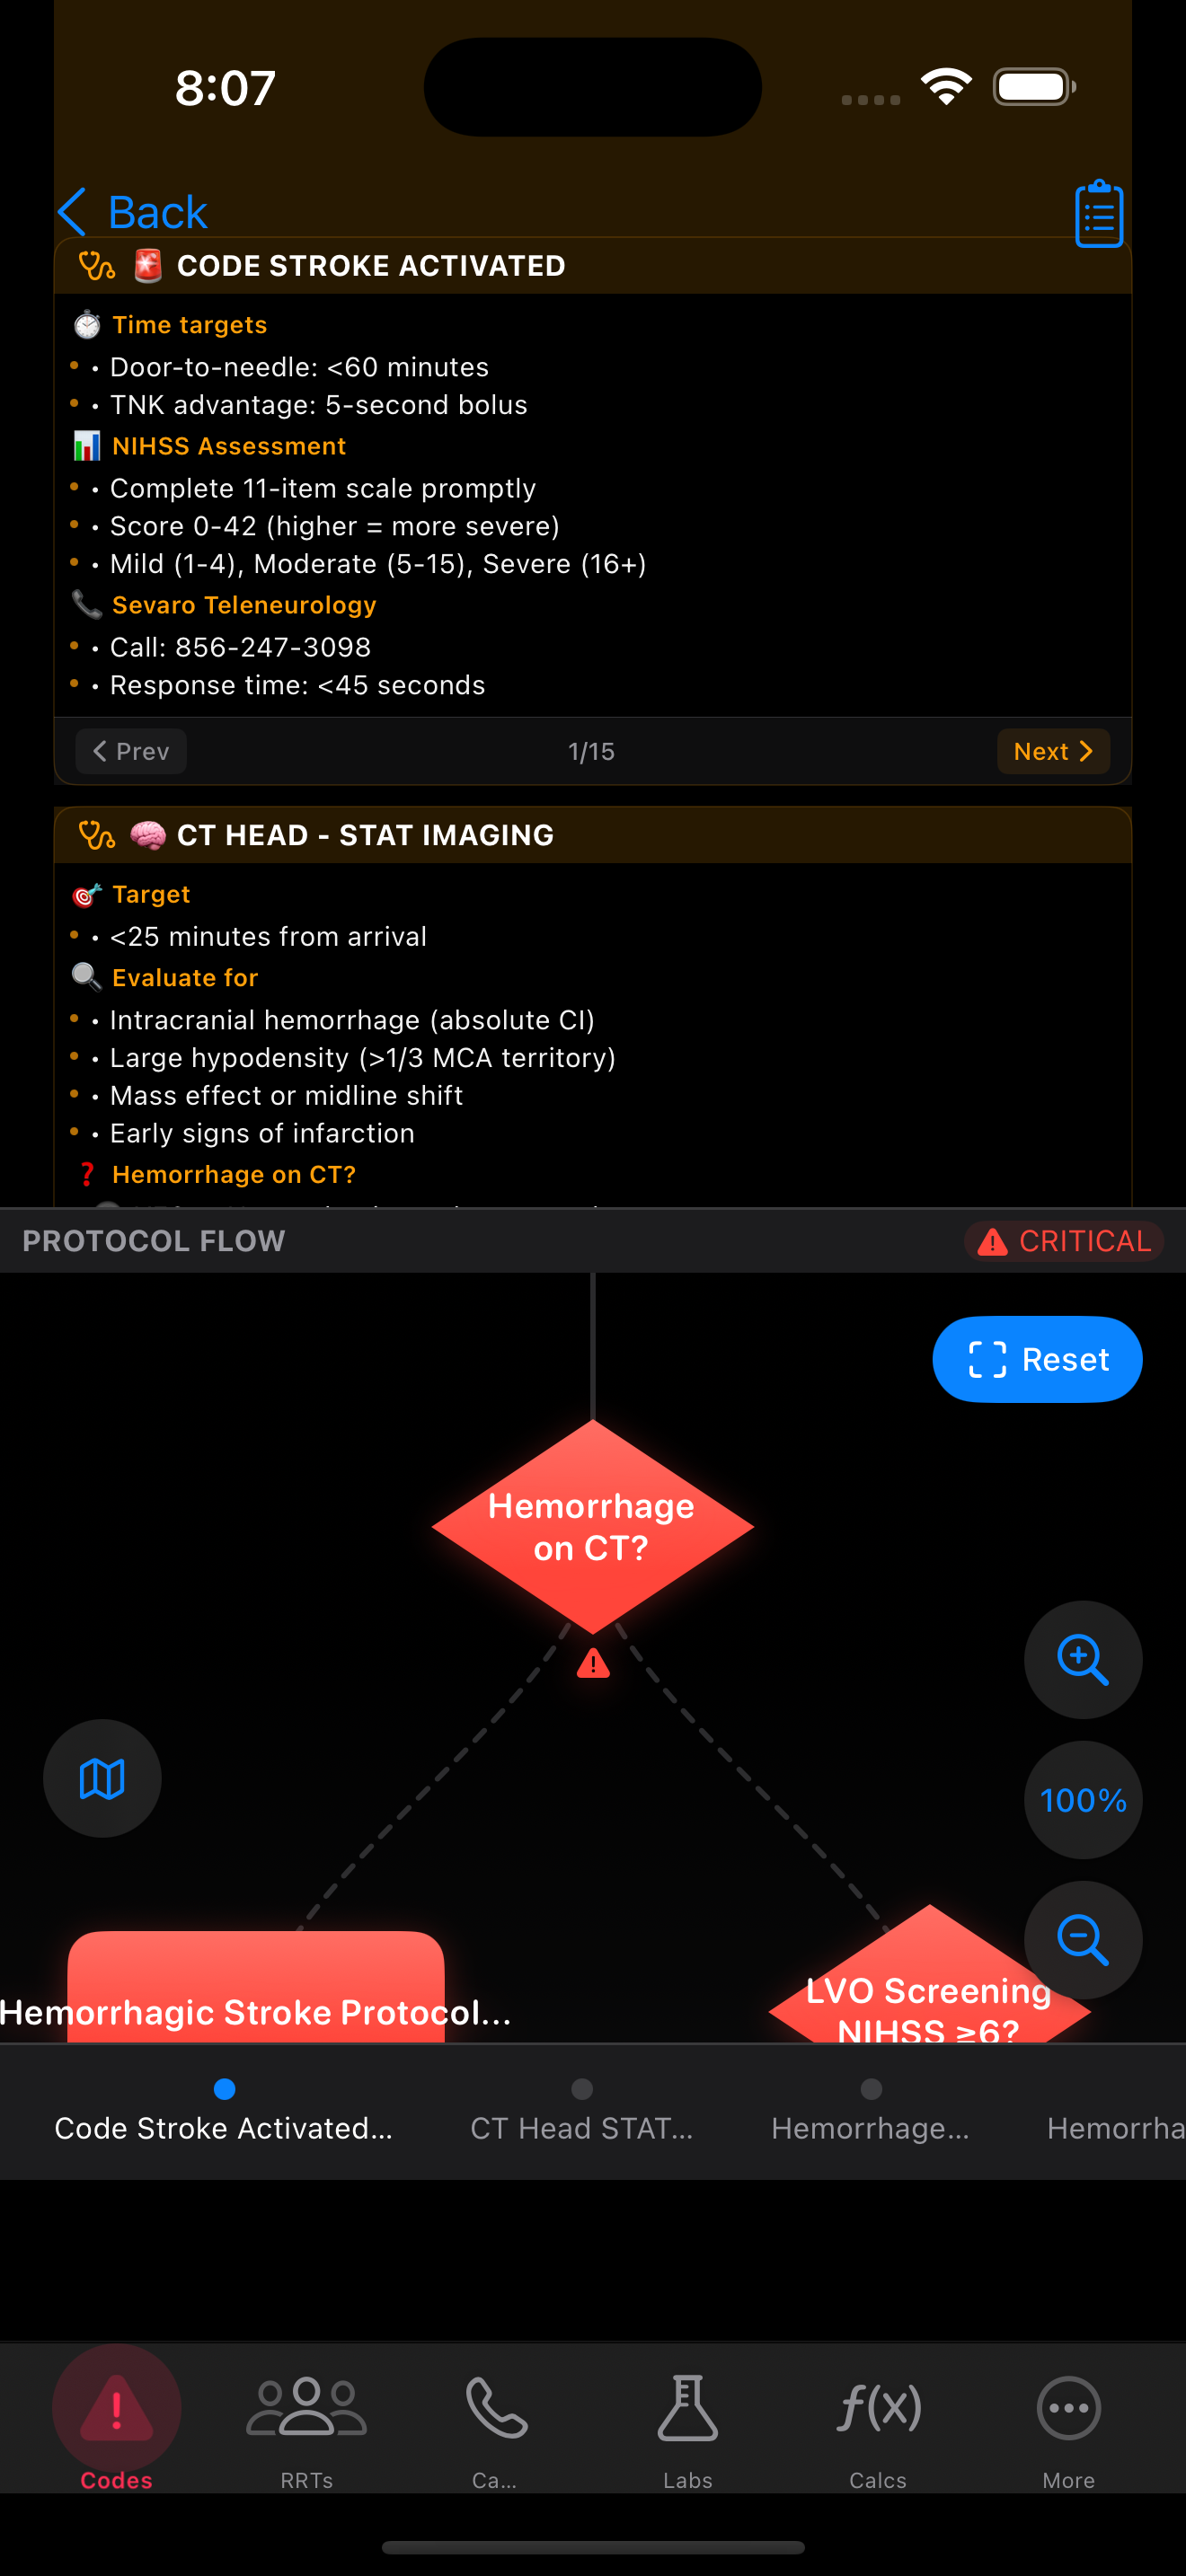 8:07
Back
🚨 CODE STROKE ACTIVATED
⏱️ Time targets
• • Door-to-needle: <60 minutes
• • TNK advantage: 5-second bolus
📊 NIHSS Assessment
• • Complete 11-item scale promptly
• • Score 0-42 (higher = more severe)
• • Mild (1-4), Moderate (5-15), Severe (16+)
📞 Sevaro Teleneurology
• • Call: 856-247-3098
• • Response time: <45 seconds
Prev
1/15
Next
🧠 CT HEAD - STAT IMAGING
🎯 Target
• • <25 minutes from arrival
🔍 Evaluate for
• • Intracranial hemorrhage (absolute CI)
• • Large hypodensity (>1/3 MCA territory)
• • Mass effect or midline shift
• • Early signs of infarction
❓ Hemorrhage on CT?
PROTOCOL FLOW
CRITICAL
Reset
Hemorrhage
on CT?
100%
Hemorrhagic Stroke Protocol...
LVO Screening
NIHSS ≥6?
Code Stroke Activated...
CT Head STAT...
Hemorrhage...
Hemorrha
Codes
RRTs
Ca...
Labs
f(x)
Calcs
More